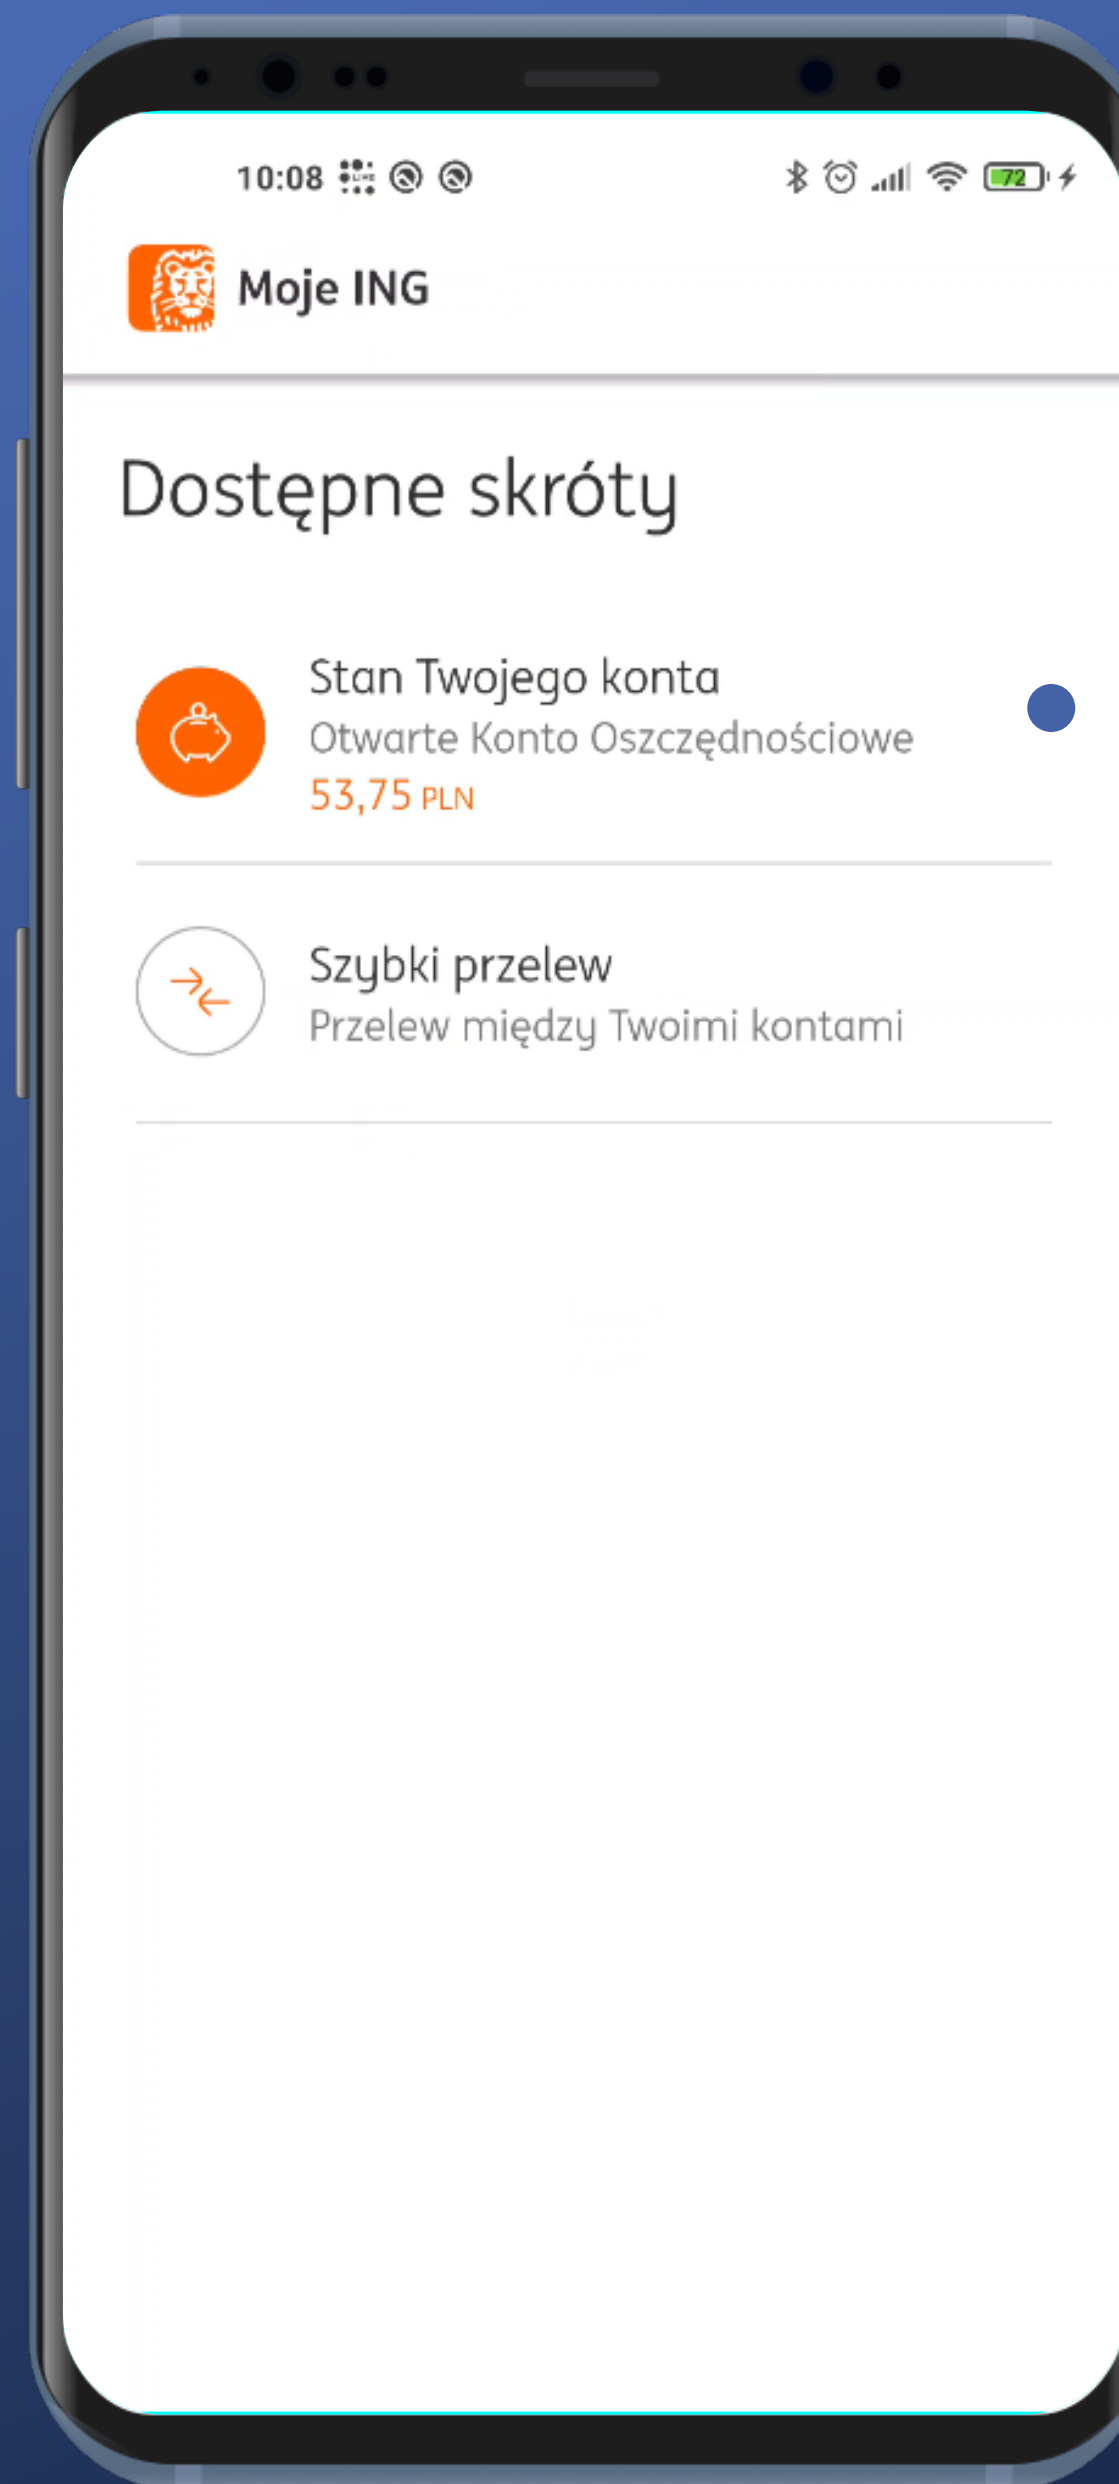 10:08
72
Moje ING
Dostępne skróty
Stan Twojego konta
Otwarte Konto Oszczędnościowe
53,75 PLN
Szybki przelew
Przelew między Twoimi kontami